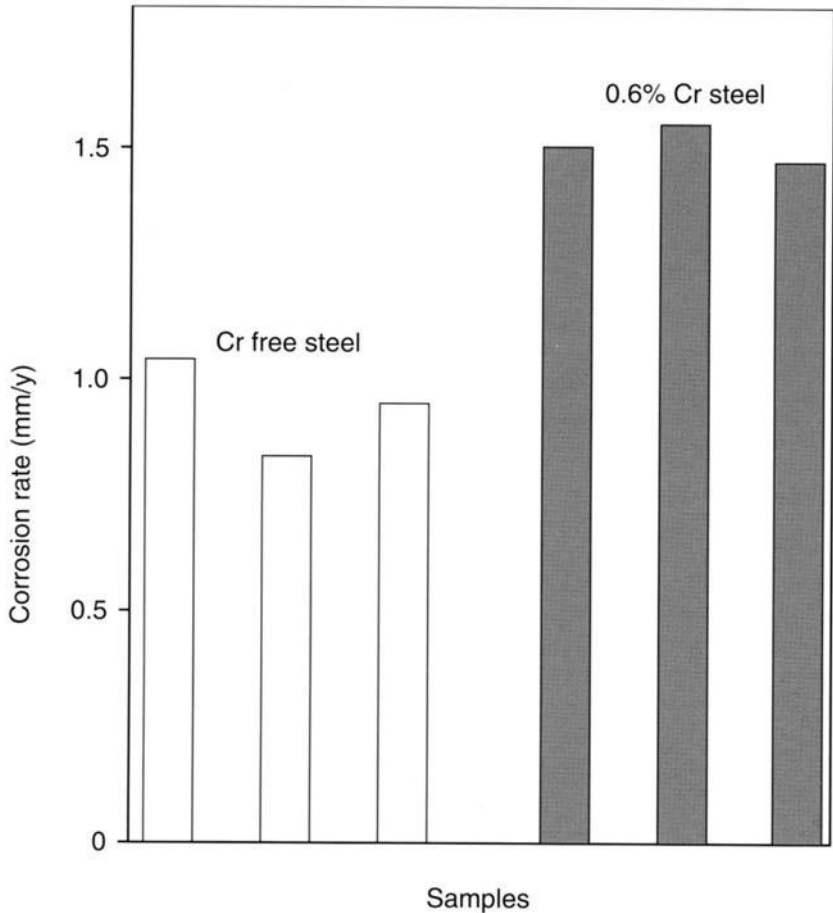 0.6% Cr steel
1.5
Cr free steel
1.0
Corrosion rate (mm/y)
0.5
0
Samples